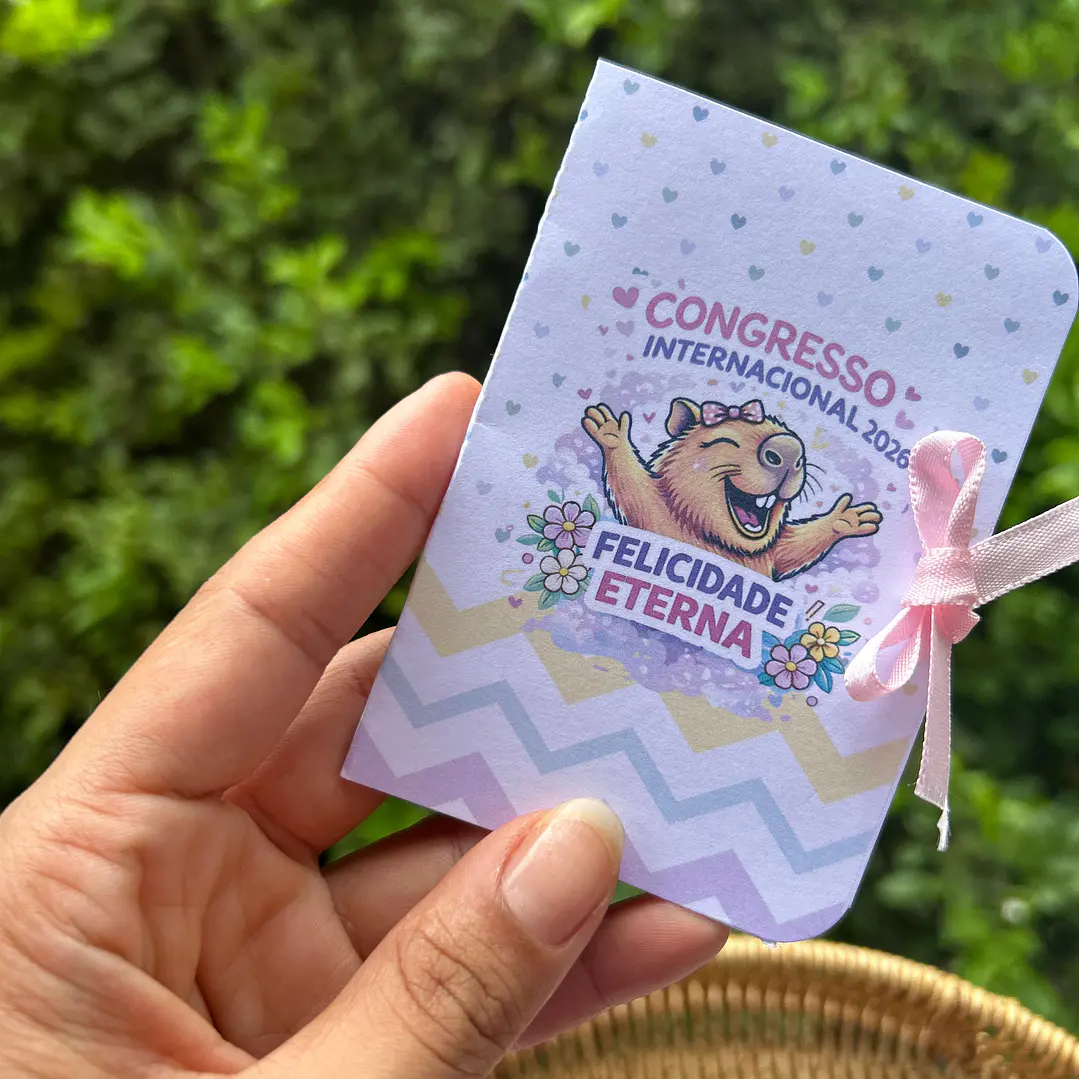 CONGRESSO
INTERNACIONAL 2026
FELICIDADE
ETERNA